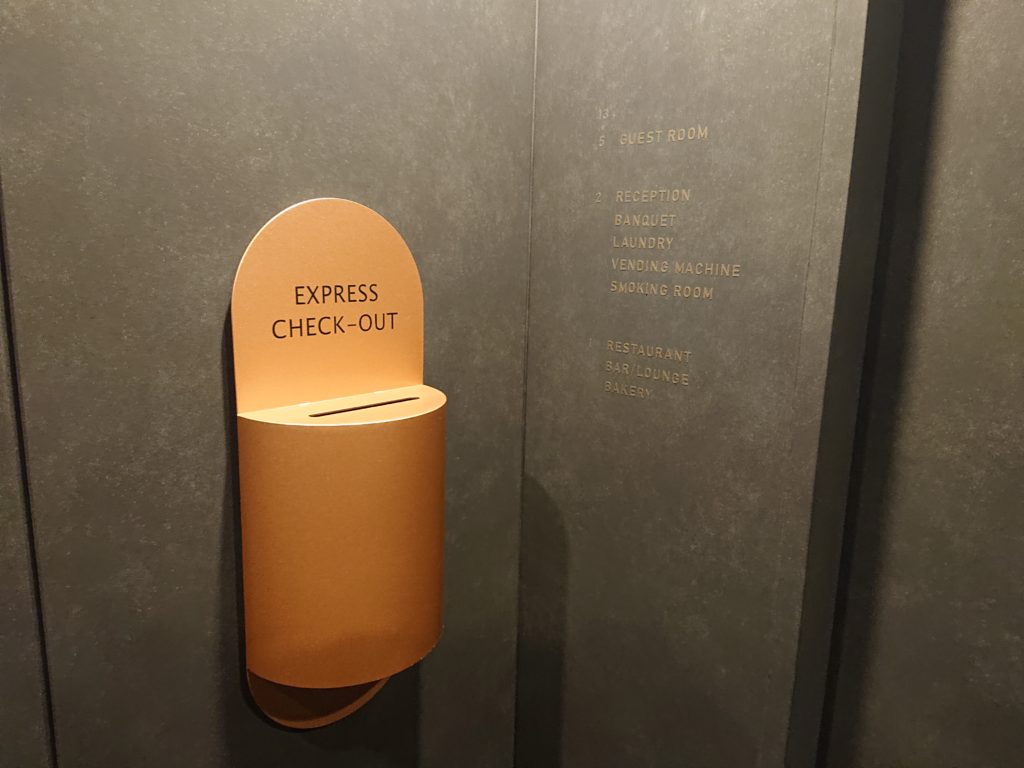 EXPRESS
CHECK-OUT
13
5 GUEST ROOM
2 RECEPTION
BANQUET
LAUNDRY
VENDING MACHINE
SMOKING ROOM
1 RESTAURANT
BAR/LOUNGE
BAKERY